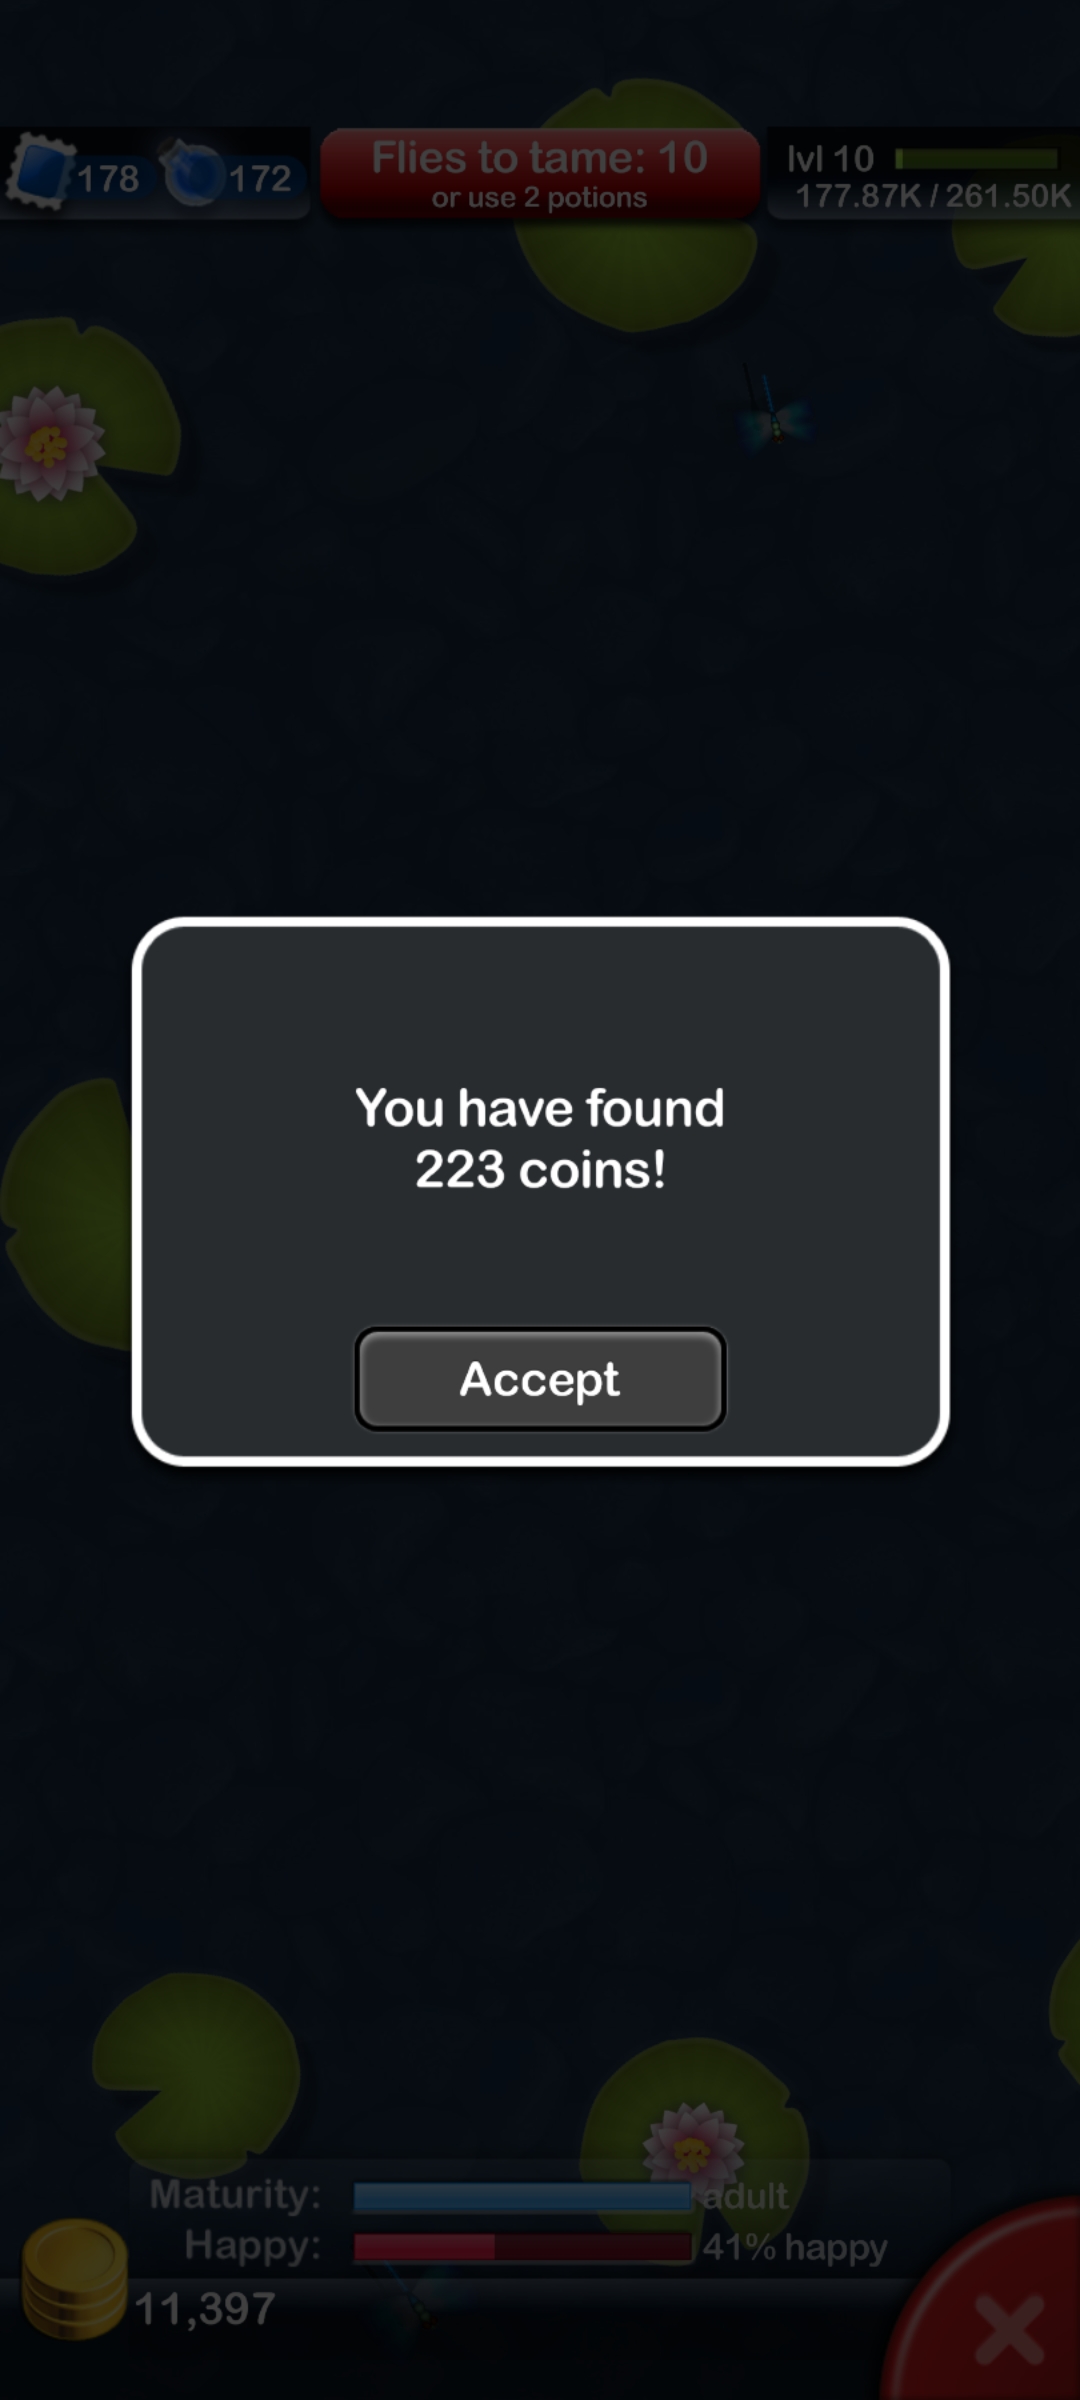 178
172
Flies to tame: 10
or use 2 potions
lvl 10
177.87K / 261.50K
You have found
223 coins!
Accept
Maturity: adult
Happy: 41% happy
11,397